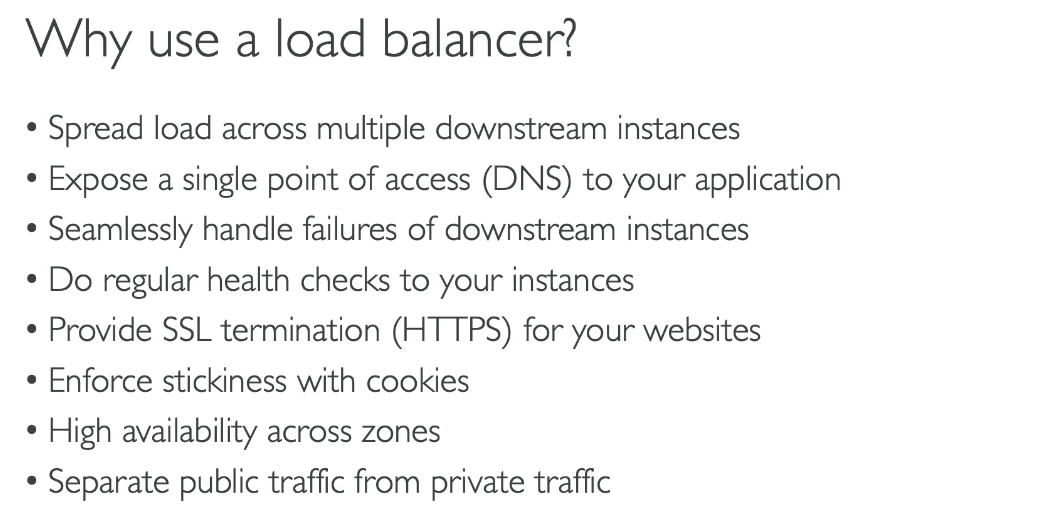 Why use a load balancer?
• Spread load across multiple downstream instances
• Expose a single point of access (DNS) to your application
• Seamlessly handle failures of downstream instances
• Do regular health checks to your instances
• Provide SSL termination (HTTPS) for your websites
• Enforce stickiness with cookies
• High availability across zones
• Separate public traffic from private traffic